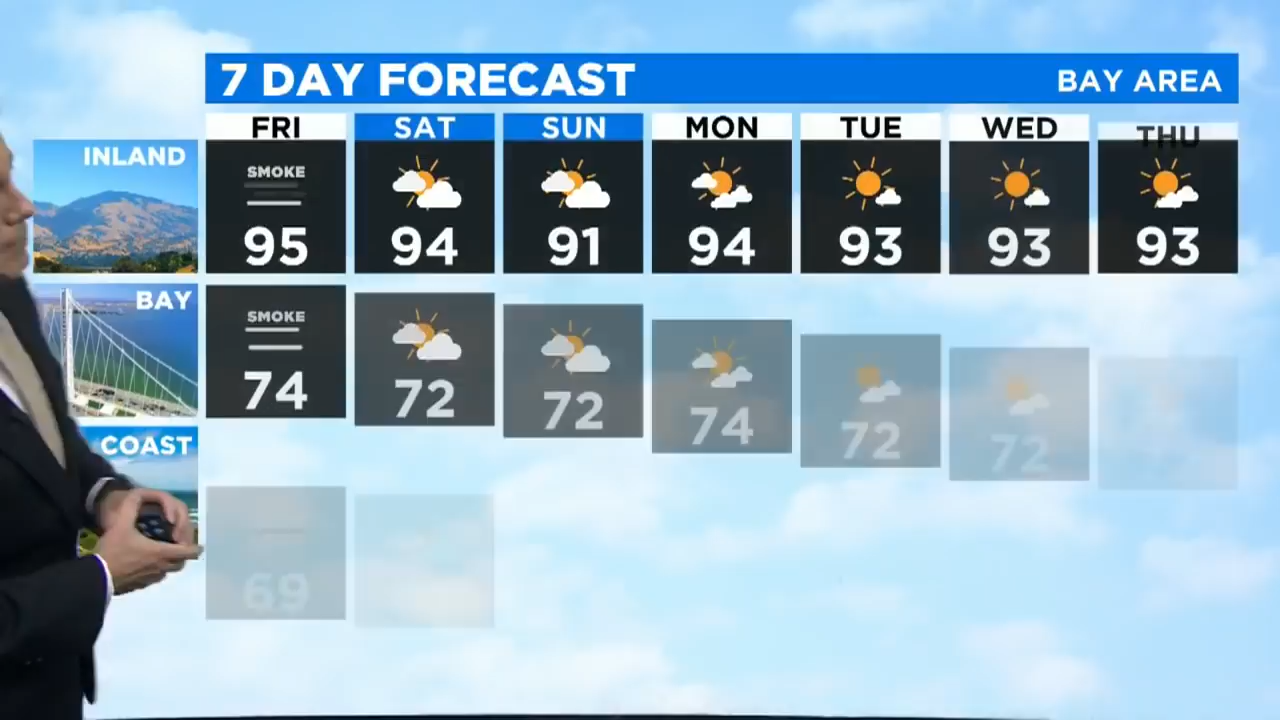 7 DAY FORECAST
BAY AREA
FRI SAT SUN MON TUE WED THU
INLAND
SMOKE
95 94 91 94 93 93 93
BAY
SMOKE
74 72 72 74 72 72
COAST
69